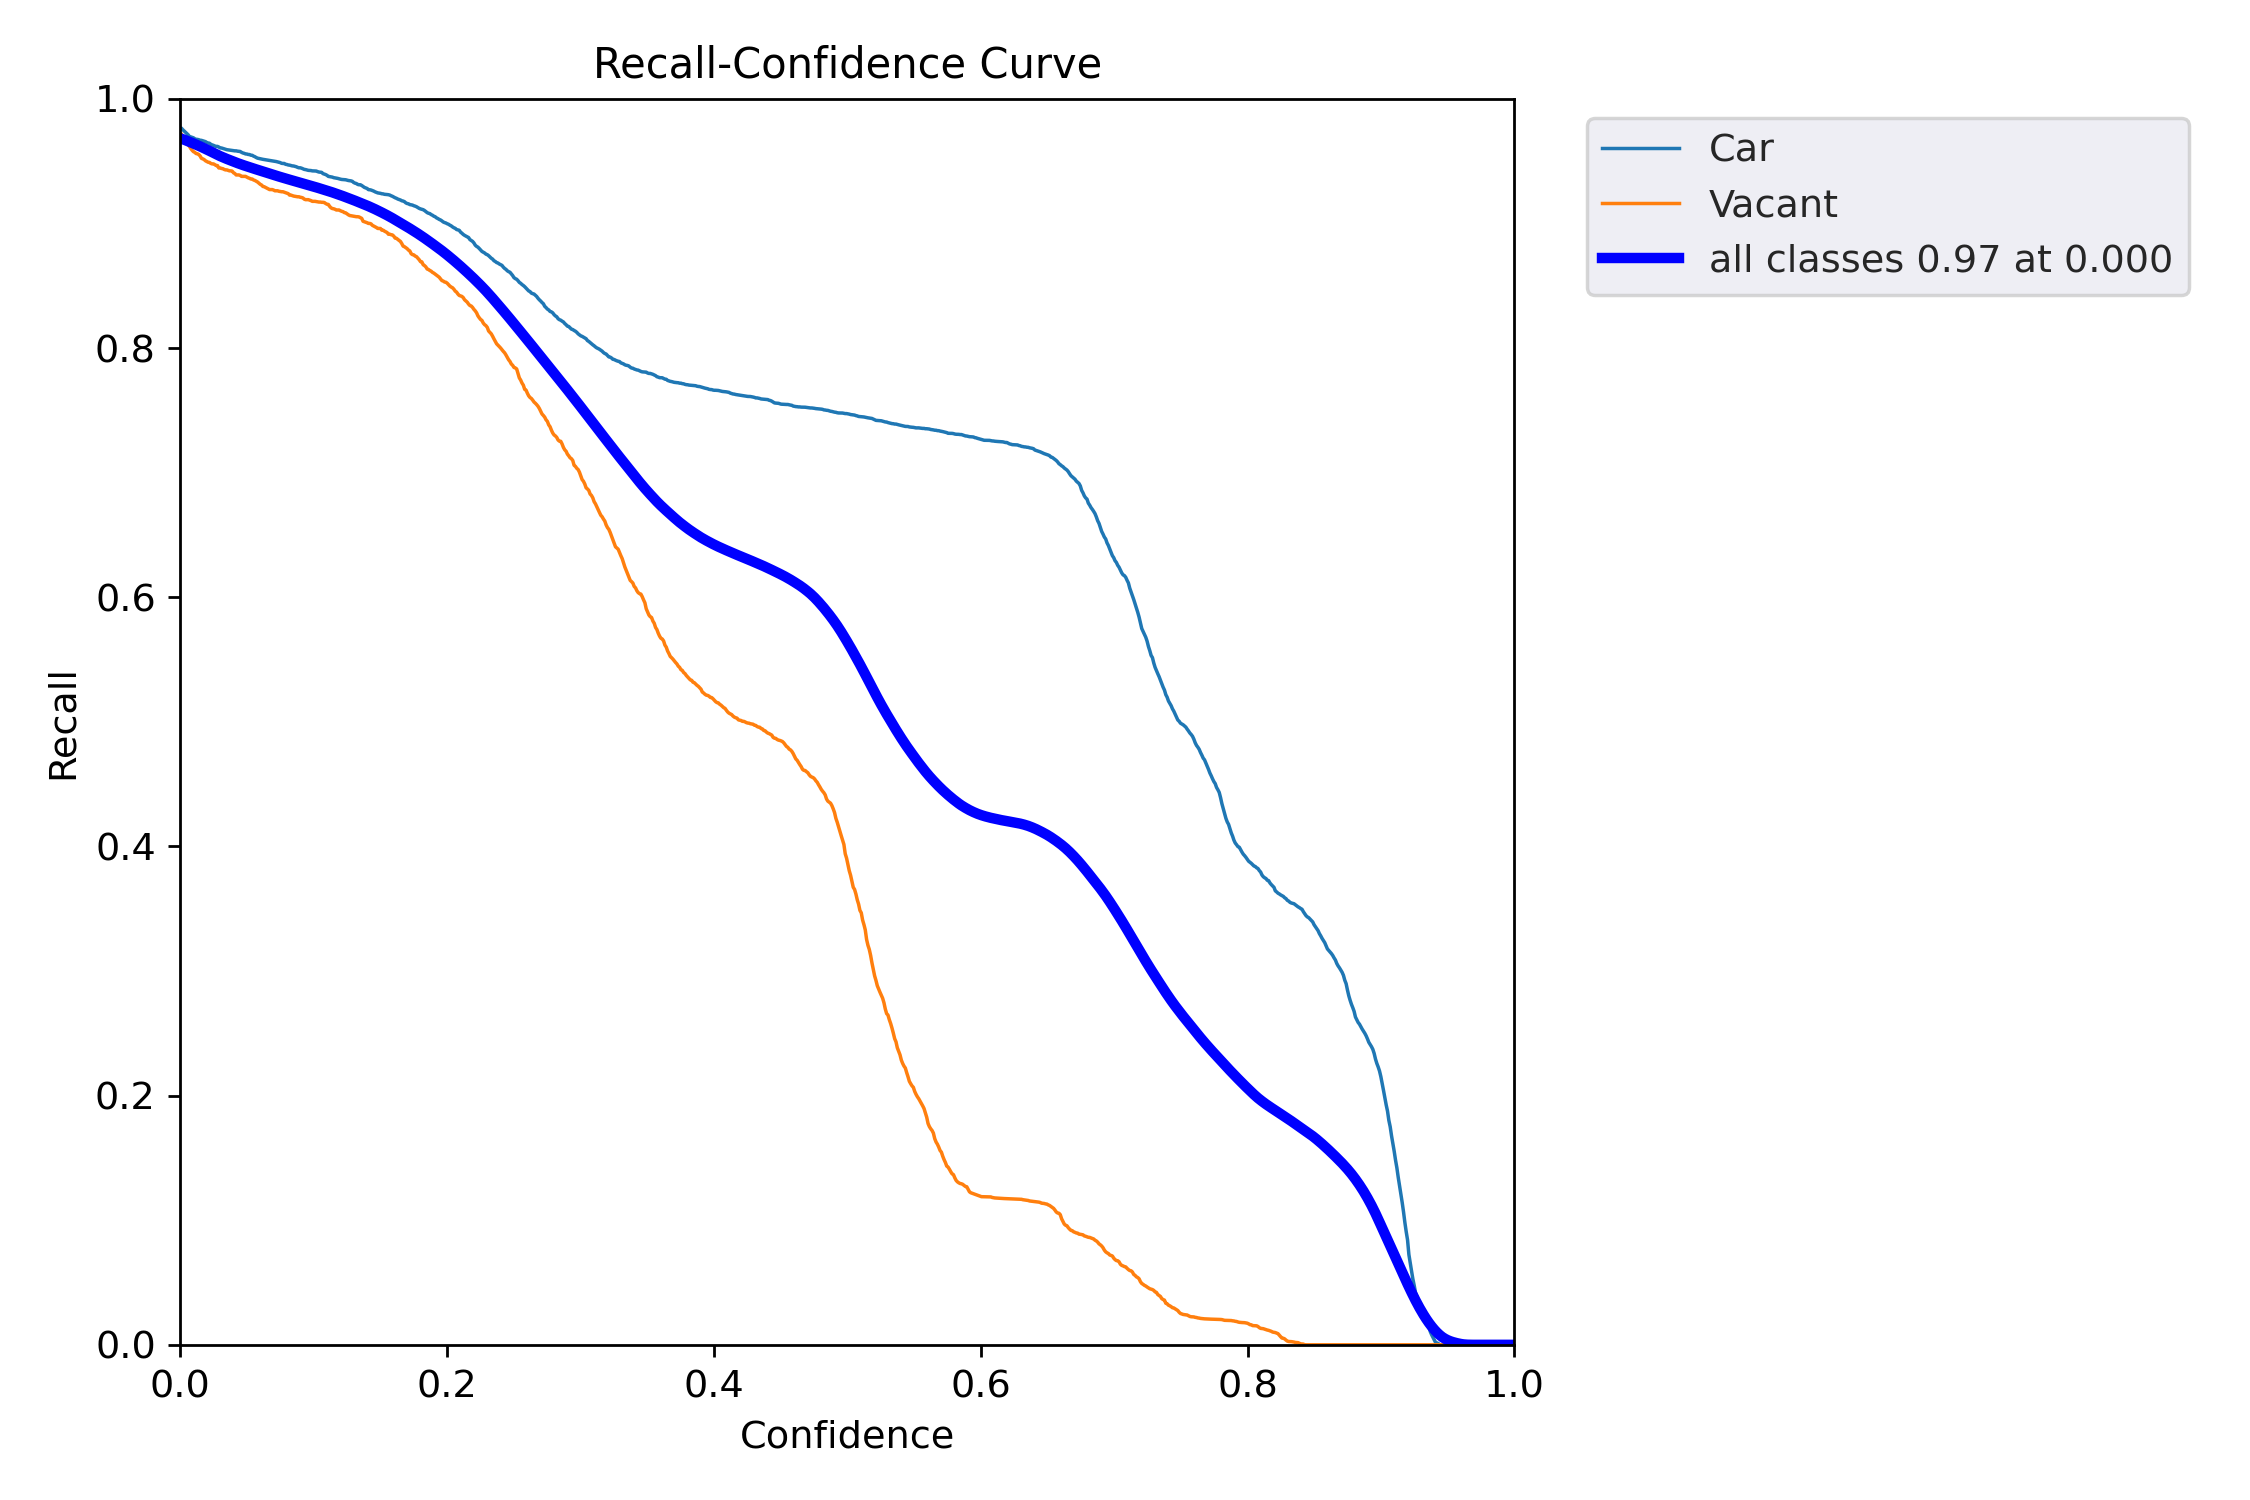 Recall-Confidence Curve
Car
Vacant
all classes 0.97 at 0.000
1.0
0.8
0.6
0.4
0.2
0.0
Recall
0.0 0.2 0.4 0.6 0.8 1.0
Confidence